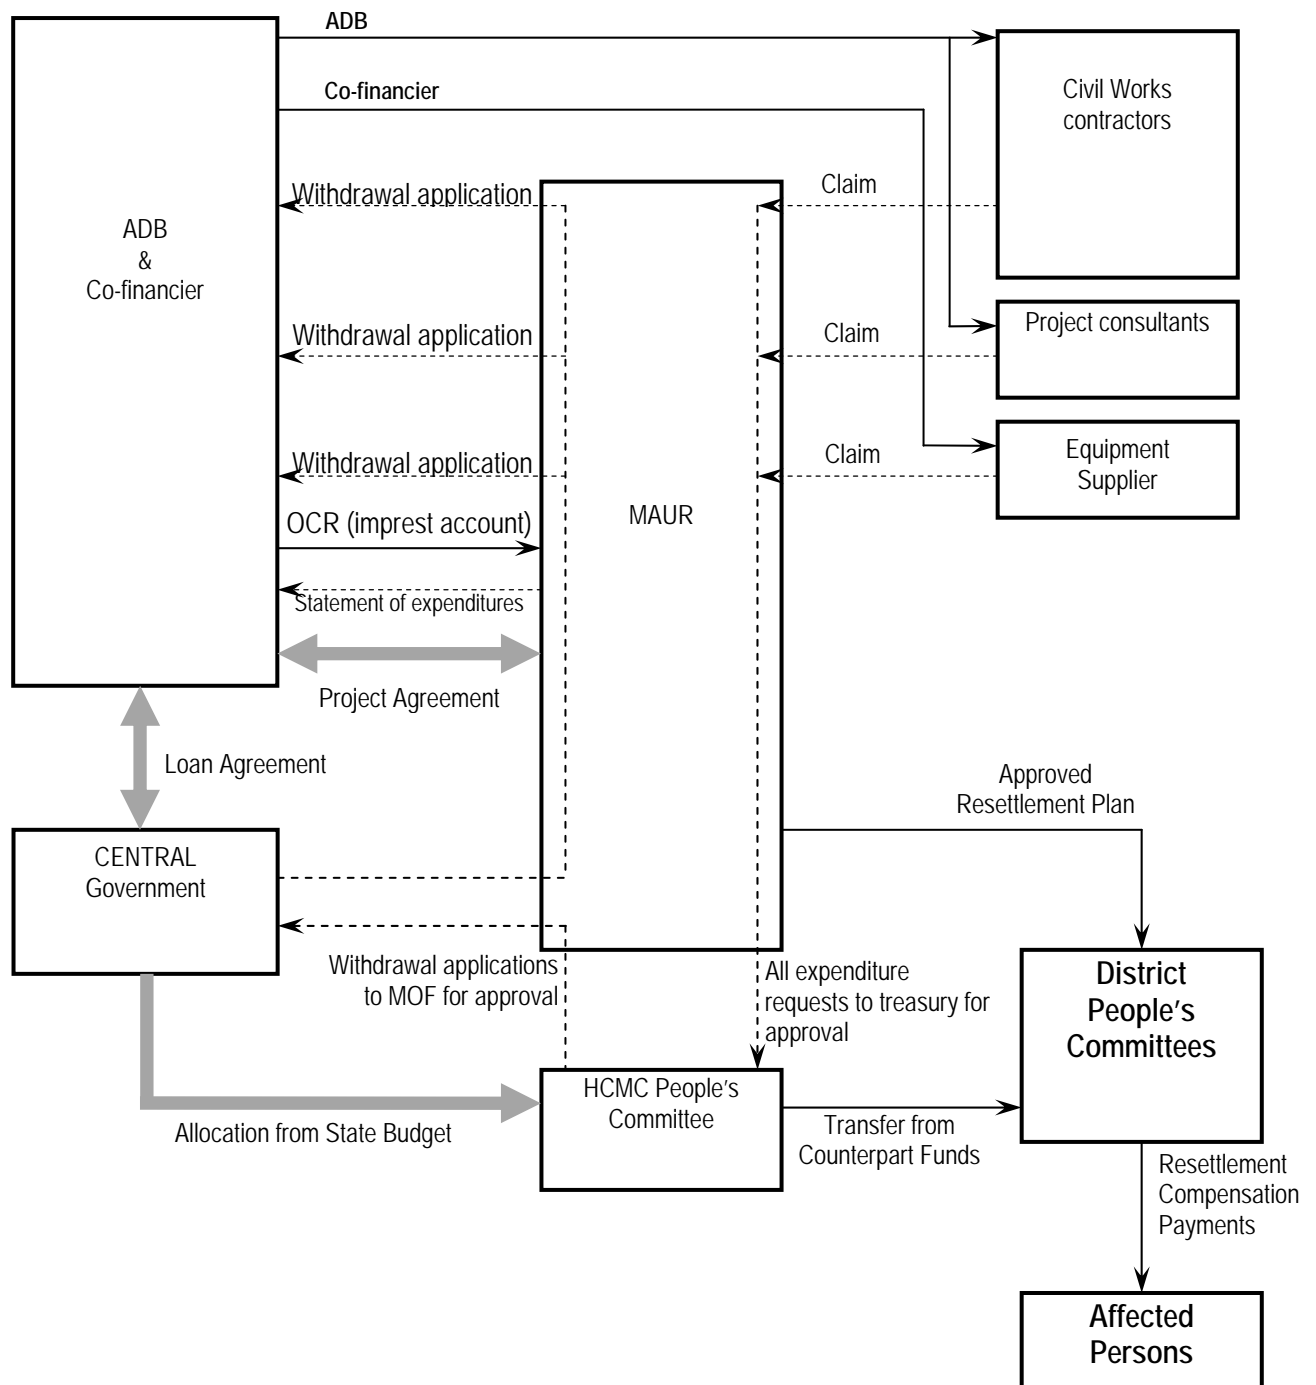 ADB
Co-financier
Civil Works
contractors
Withdrawal application
Claim
ADB
&
Co-financier
Withdrawal application
Claim
Project consultants
Withdrawal application
Claim
Equipment
Supplier
OCR (imprest account)
MAUR
Statement of expenditures
Project Agreement
Loan Agreement
Approved
Resettlement Plan
CENTRAL
Government
Withdrawal applications
to MOF for approval
All expenditure
requests to treasury for
approval
District
People's
Committees
HCMC People's
Committee
Allocation from State Budget
Transfer from
Counterpart Funds
Resettlement
Compensation
Payments
Affected
Persons